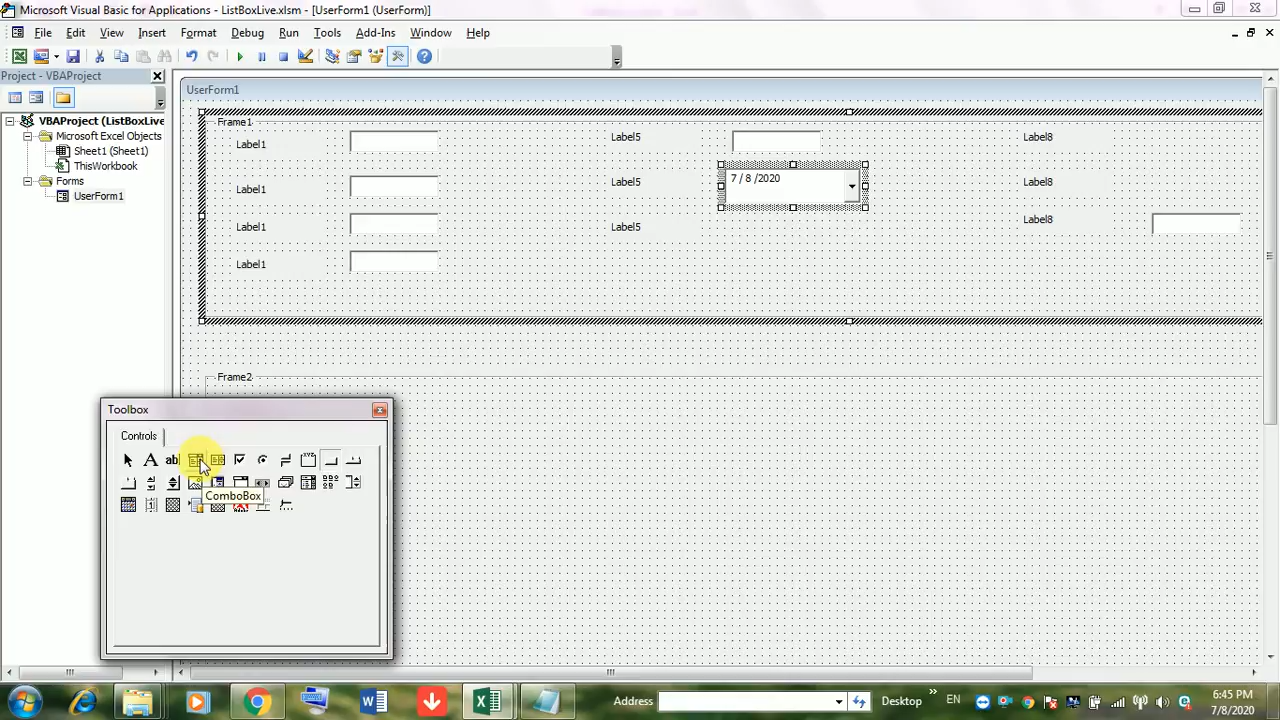 Microsoft Visual Basic for Applications - ListBoxLive.xlsm - [UserForm1 (UserForm)]
File Edit View Insert Format Debug Run Tools Add-Ins Window Help
Project - VBAProject
VBAProject (ListBoxLive
Microsoft Excel Objects
Sheet1 (Sheet1)
ThisWorkbook
Forms
UserForm1
UserForm1
Frame1
Label1 Label5 Label8
Label1 Label5 7 / 8 /2020 Label8
Label1 Label5 Label8
Label1
Frame2
Toolbox
Controls
ComboBox
Address Desktop EN 6:45 PM
7/8/2020